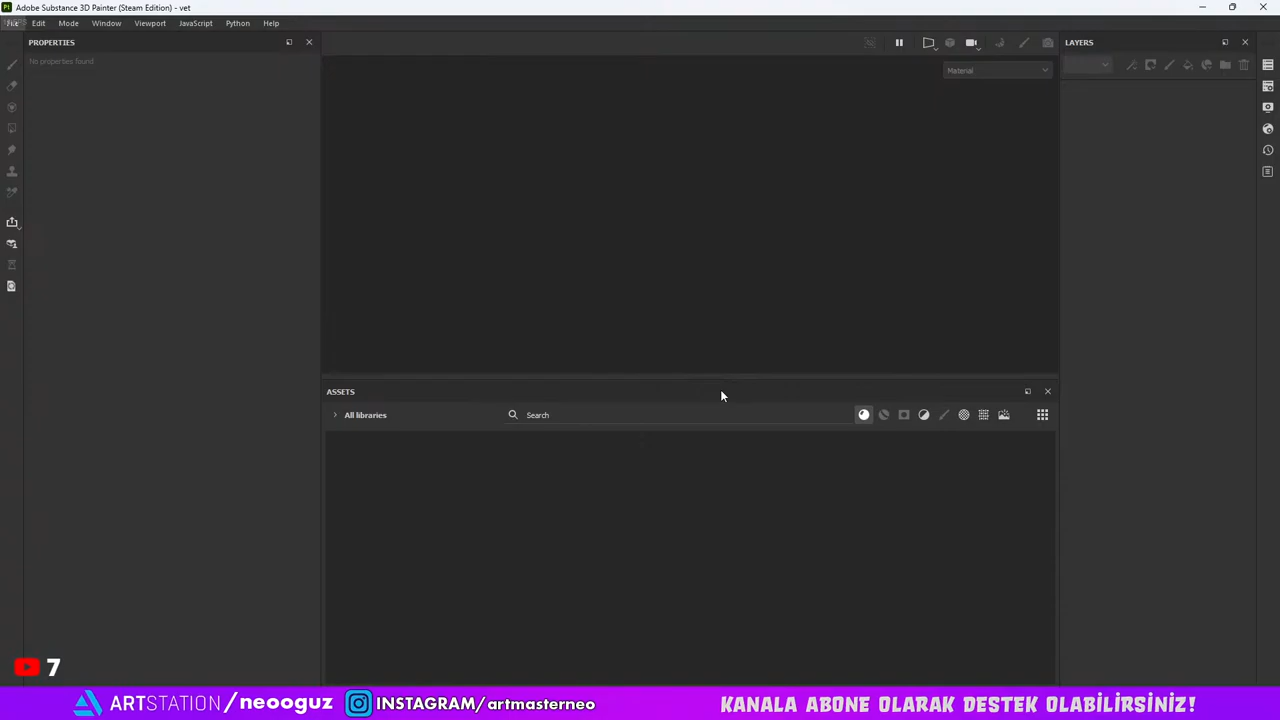 Pt Adobe Substance 3D Painter (Steam Edition) - vet
File Edit Mode Window Viewport JavaScript Python Help
PROPERTIES
No properties found
Material
LAYERS
ASSETS
All libraries
Search
7
ARTSTATION/neooguz
INSTAGRAM/artmasterneo
KANALA ABONE OLARAK DESTEK OLABİLİRSİNİZ!